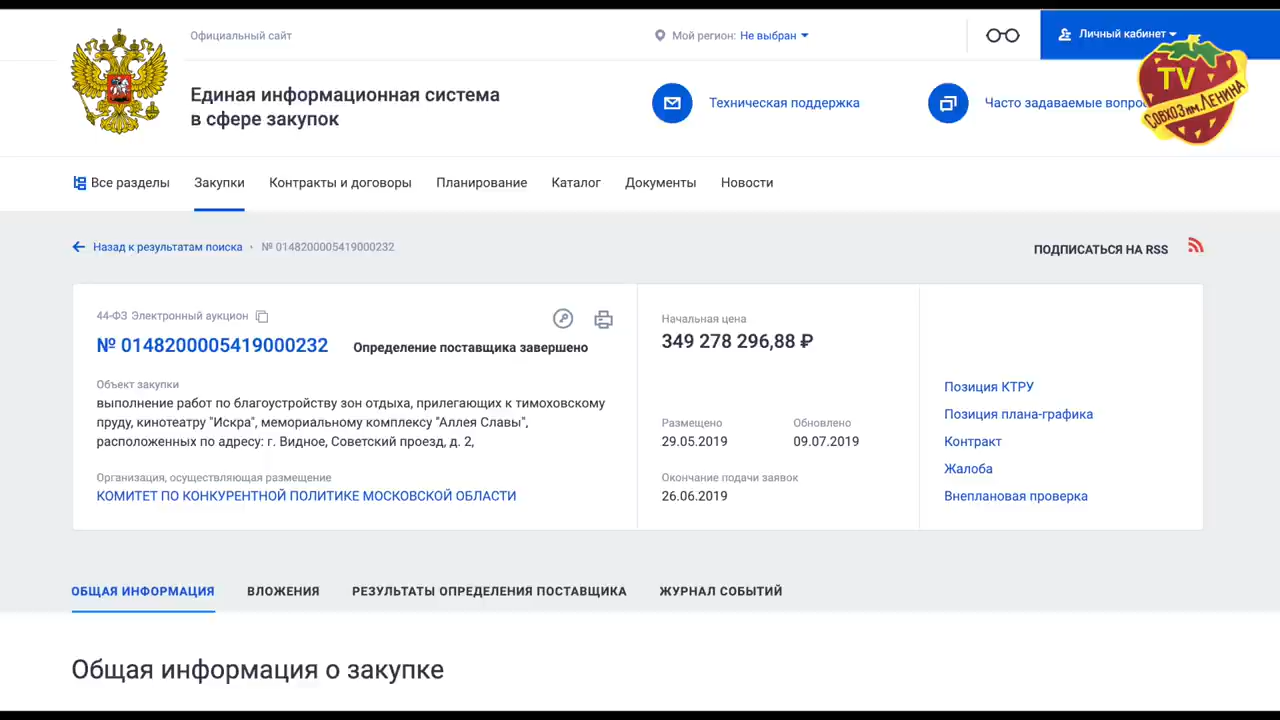 Официальный сайт
Мой регион: Не выбран
Личный кабинет
TV
СОВХОЗ им. ЛЕНИНА
Единая информационная система
в сфере закупок
Техническая поддержка
Часто задаваемые вопрос
Все разделы
Закупки
Контракты и договоры
Планирование
Каталог
Документы
Новости
Назад к результатам поиска
№ 0148200005419000232
ПОДПИСАТЬСЯ НА RSS
44-ФЗ Электронный аукцион
№ 0148200005419000232
Определение поставщика завершено
Объект закупки
выполнение работ по благоустройству зон отдыха, прилегающих к тимоховскому
пруду, кинотеатру "Искра", мемориальному комплексу "Аллея Славы",
расположенных по адресу: г. Видное, Советский проезд, д. 2,
Организация, осуществляющая размещение
КОМИТЕТ ПО КОНКУРЕНТНОЙ ПОЛИТИКЕ МОСКОВСКОЙ ОБЛАСТИ
Начальная цена
349 278 296,88 ₽
Размещено
29.05.2019
Обновлено
09.07.2019
Окончание подачи заявок
26.06.2019
Позиция КТРУ
Позиция плана-графика
Контракт
Жалоба
Внеплановая проверка
ОБЩАЯ ИНФОРМАЦИЯ
ВЛОЖЕНИЯ
РЕЗУЛЬТАТЫ ОПРЕДЕЛЕНИЯ ПОСТАВЩИКА
ЖУРНАЛ СОБЫТИЙ
Общая информация о закупке